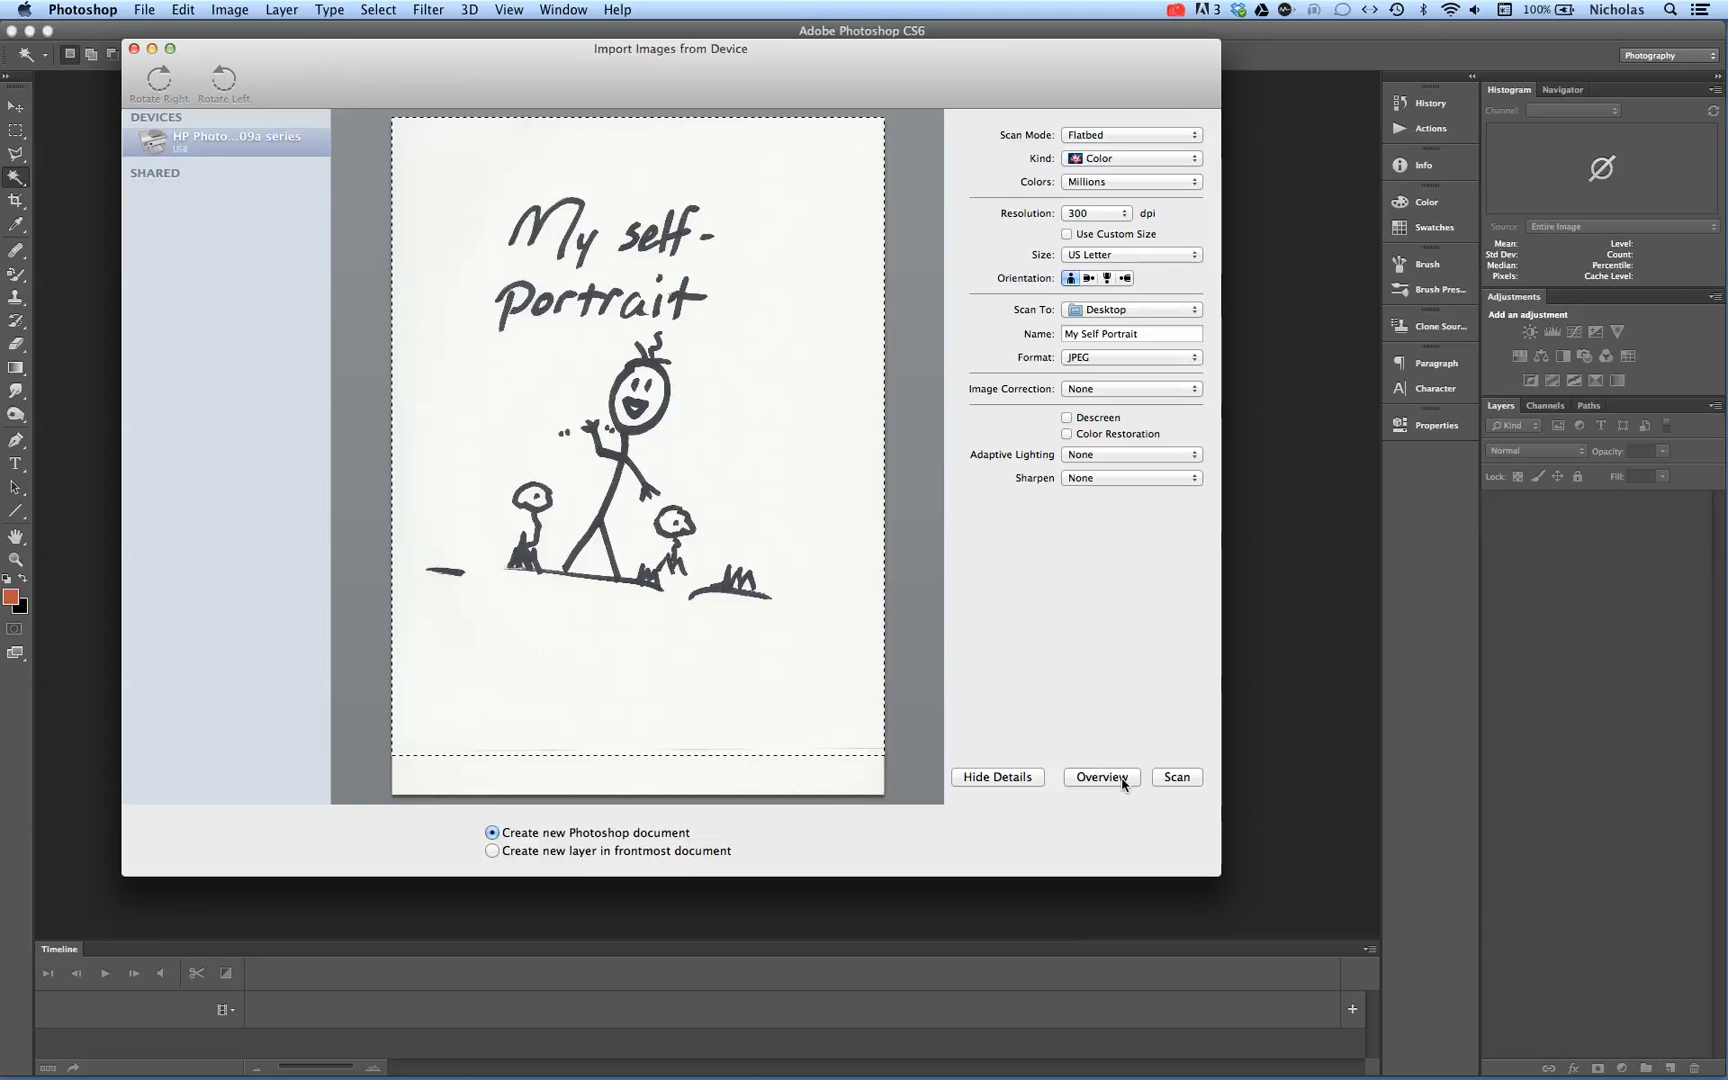 Photoshop File Edit Image Layer Type Select Filter 3D View Window Help 3 100% Nicholas
Adobe Photoshop CS6
Import Images from Device
Photography
Rotate Right Rotate Left
DEVICES
HP Photo...09a series
USB
SHARED
My self-
portrait
Scan Mode: Flatbed
Kind: Color
Colors: Millions
Resolution: 300 dpi
Use Custom Size
Size: US Letter
Orientation:
Scan To: Desktop
Name: My Self Portrait
Format: JPEG
Image Correction: None
Descreen
Color Restoration
Adaptive Lighting None
Sharpen None
Hide Details Overview Scan
Create new Photoshop document
Create new layer in frontmost document
History
Actions
Info
Color
Swatches
Brush
Brush Pres...
Clone Sour...
Paragraph
Character
Properties
Histogram Navigator
Channel:
Source: Entire Image
Mean: Level:
Std Dev: Count:
Median: Percentile:
Pixels: Cache Level:
Adjustments
Add an adjustment
Layers Channels Paths
Kind
Normal Opacity:
Lock: Fill:
Timeline